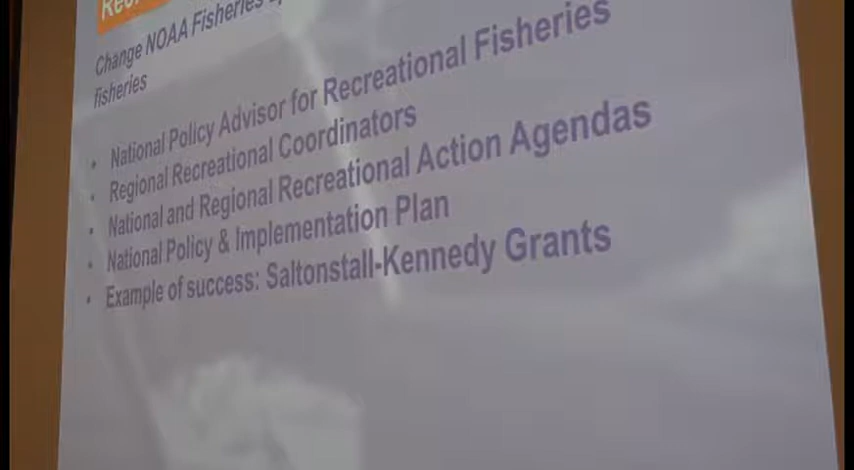 Change NOAA Fisheries
fisheries
• National Policy Advisor for Recreational Fisheries
• Regional Recreational Coordinators
• National and Regional Recreational Action Agendas
• National Policy & Implementation Plan
• Example of success: Saltonstall-Kennedy Grants